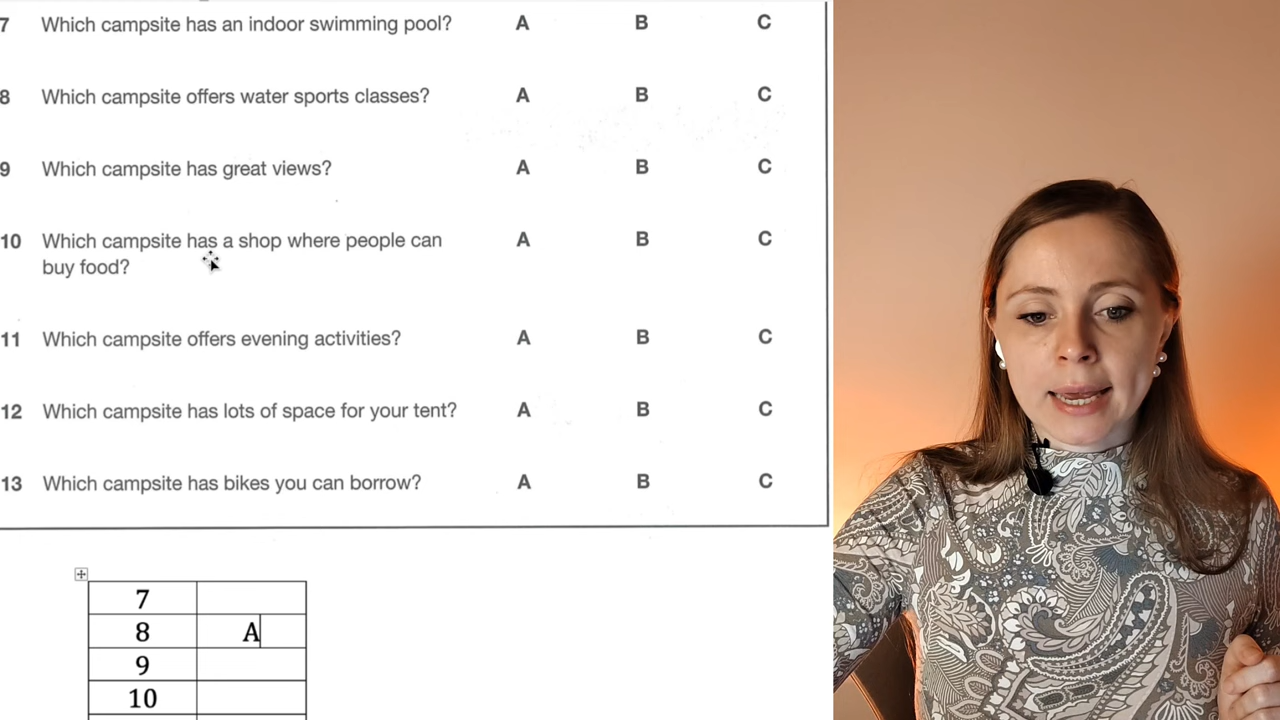 7 Which campsite has an indoor swimming pool? A B C
8 Which campsite offers water sports classes? A B C
9 Which campsite has great views? A B C
10 Which campsite has a shop where people can A B C
buy food?
11 Which campsite offers evening activities? A B C
12 Which campsite has lots of space for your tent? A B C
13 Which campsite has bikes you can borrow? A B C
7
8 A
9
10